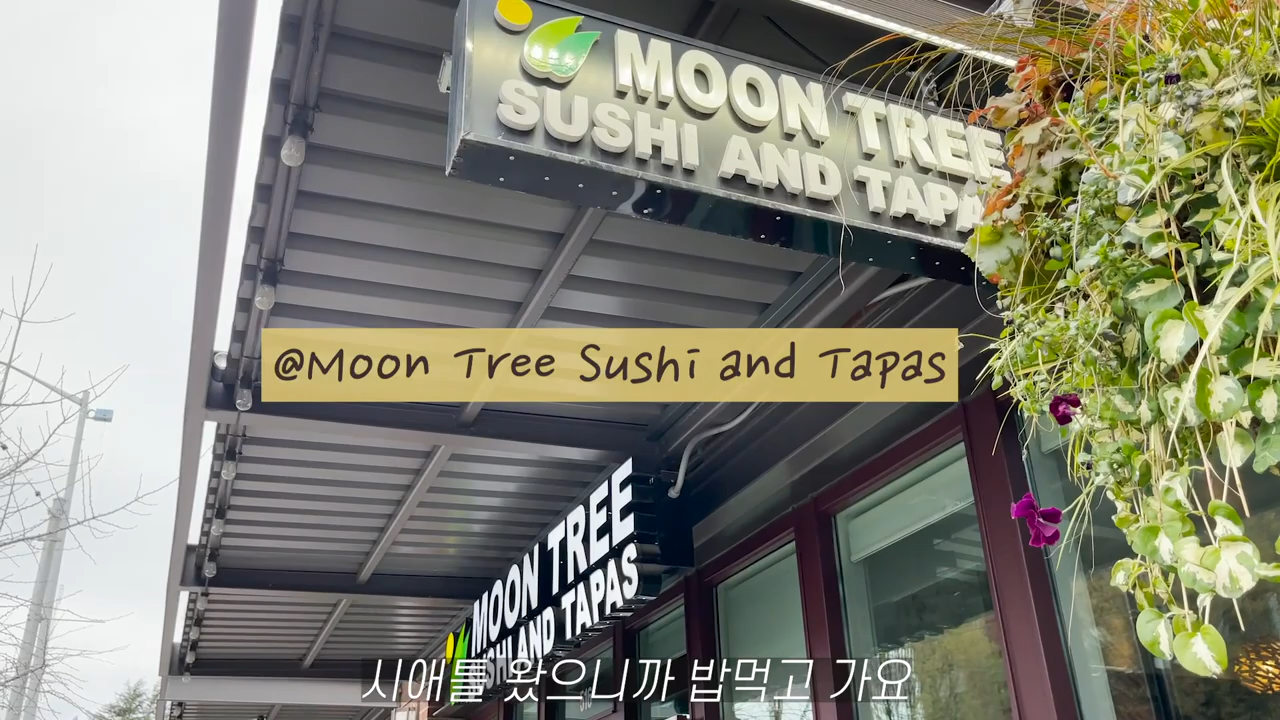 MOON TREE
SUSHI AND TAPA
@Moon Tree Sushi and Tapas
MOON TREE
SUSHI AND TAPAS
시애틀 왔으니까 밥먹고 가요